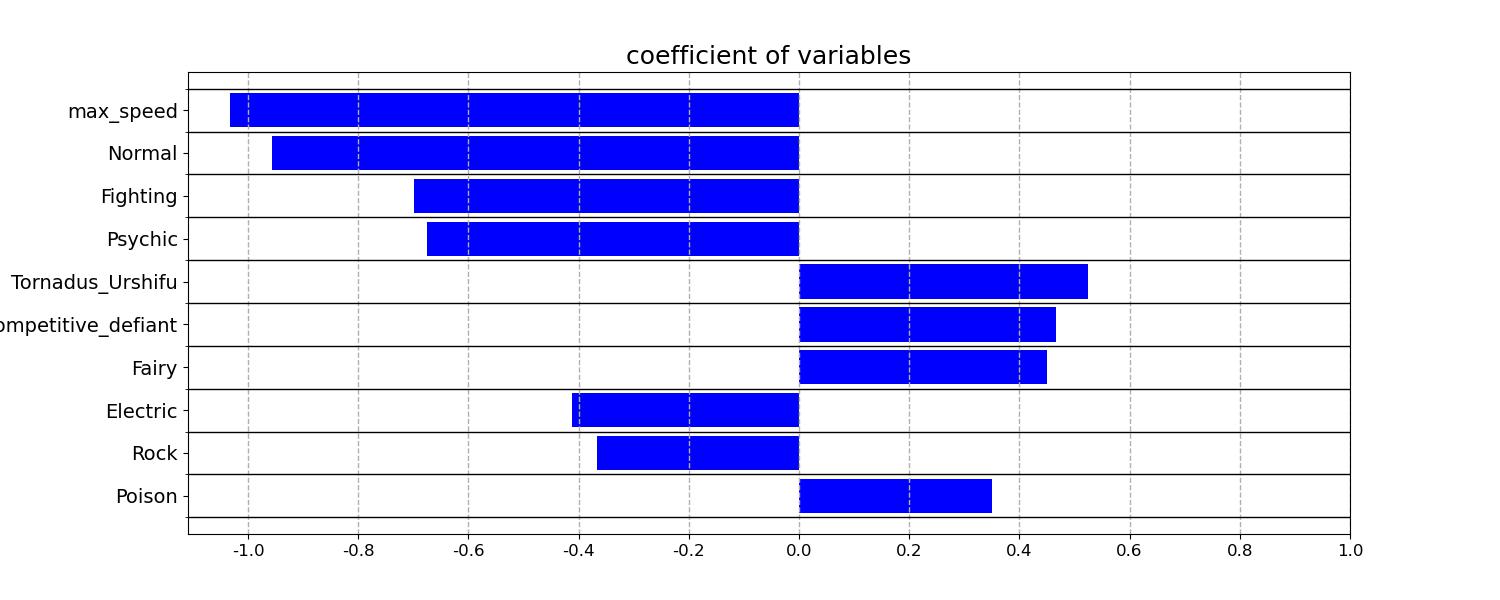 coefficient of variables
max_speed
Normal
Fighting
Psychic
Tornadus_Urshifu
ompetitive_defiant
Fairy
Electric
Rock
Poison
-1.0 -0.8 -0.6 -0.4 -0.2 0.0 0.2 0.4 0.6 0.8 1.0